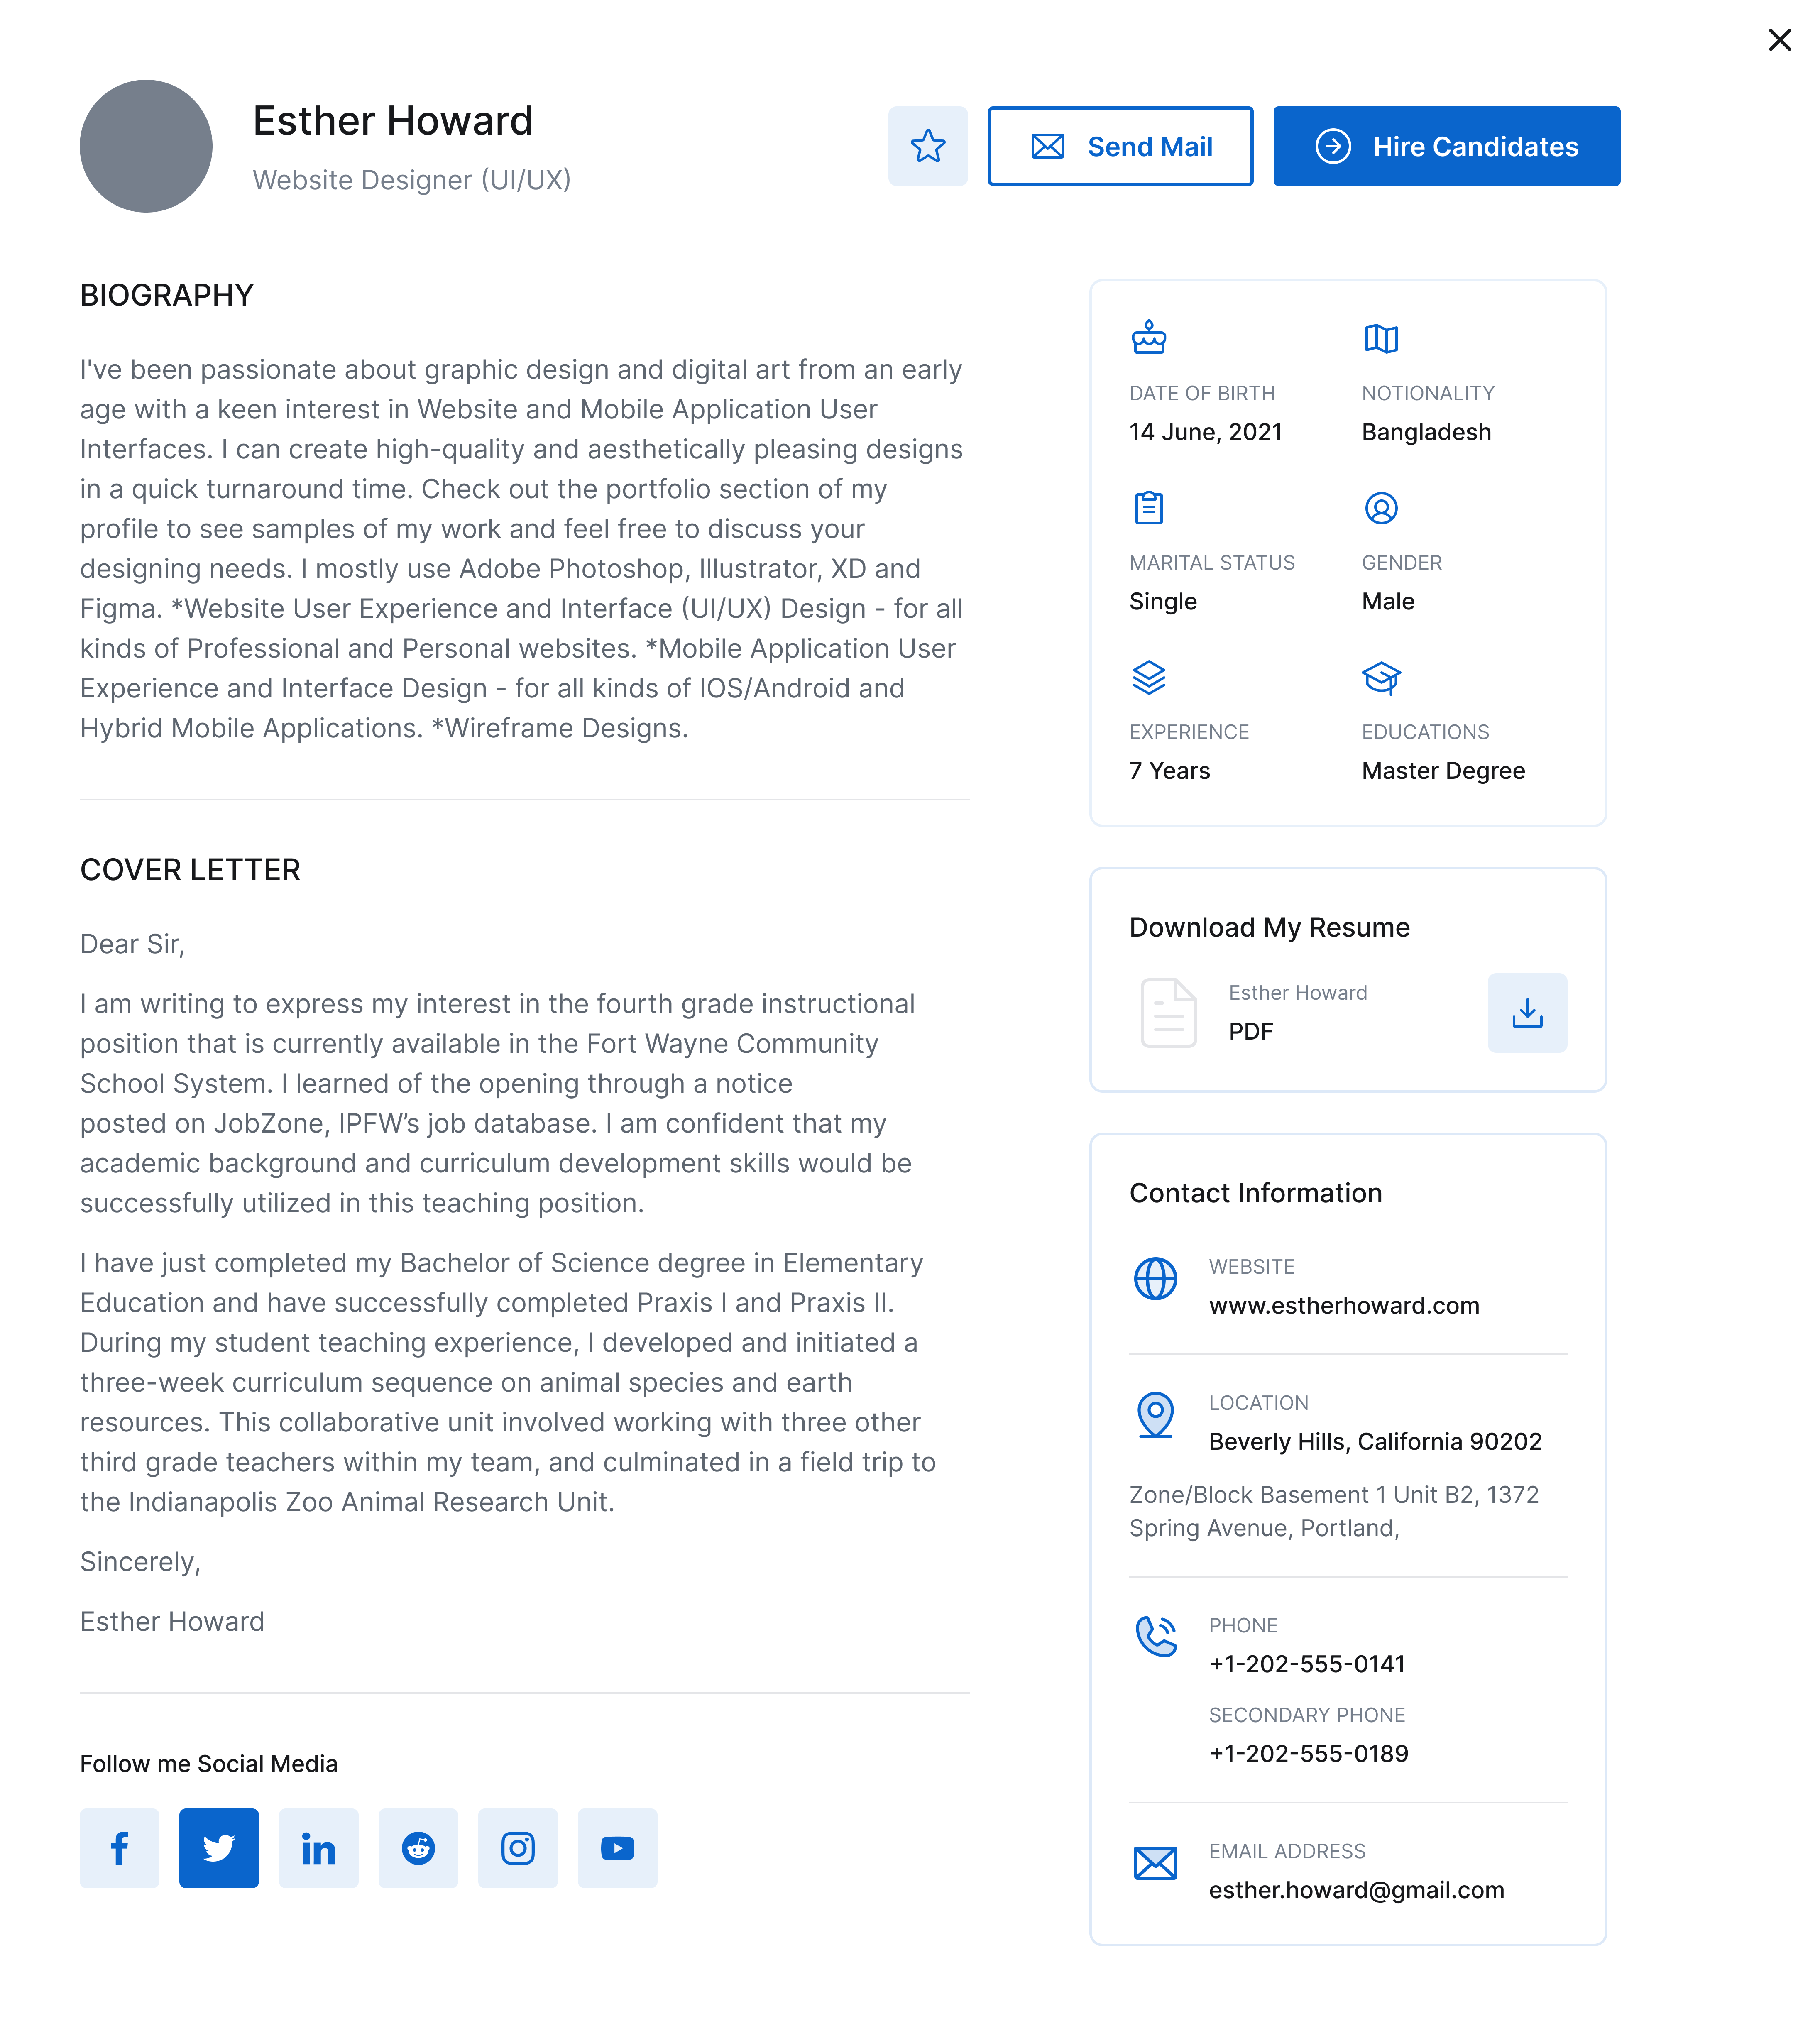 Esther Howard
Website Designer (UI/UX)
Send Mail
Hire Candidates
BIOGRAPHY
I've been passionate about graphic design and digital art from an early
age with a keen interest in Website and Mobile Application User
Interfaces. I can create high-quality and aesthetically pleasing designs
in a quick turnaround time. Check out the portfolio section of my
profile to see samples of my work and feel free to discuss your
designing needs. I mostly use Adobe Photoshop, Illustrator, XD and
Figma. *Website User Experience and Interface (UI/UX) Design - for all
kinds of Professional and Personal websites. *Mobile Application User
Experience and Interface Design - for all kinds of IOS/Android and
Hybrid Mobile Applications. *Wireframe Designs.
COVER LETTER
Dear Sir,
I am writing to express my interest in the fourth grade instructional
position that is currently available in the Fort Wayne Community
School System. I learned of the opening through a notice
posted on JobZone, IPFW’s job database. I am confident that my
academic background and curriculum development skills would be
successfully utilized in this teaching position.
I have just completed my Bachelor of Science degree in Elementary
Education and have successfully completed Praxis I and Praxis II.
During my student teaching experience, I developed and initiated a
three-week curriculum sequence on animal species and earth
resources. This collaborative unit involved working with three other
third grade teachers within my team, and culminated in a field trip to
the Indianapolis Zoo Animal Research Unit.
Sincerely,
Esther Howard
Follow me Social Media
DATE OF BIRTH
14 June, 2021
NOTIONALITY
Bangladesh
MARITAL STATUS
Single
GENDER
Male
EXPERIENCE
7 Years
EDUCATIONS
Master Degree
Download My Resume
Esther Howard
PDF
Contact Information
WEBSITE
www.estherhoward.com
LOCATION
Beverly Hills, California 90202
Zone/Block Basement 1 Unit B2, 1372
Spring Avenue, Portland,
PHONE
+1-202-555-0141
SECONDARY PHONE
+1-202-555-0189
EMAIL ADDRESS
esther.howard@gmail.com